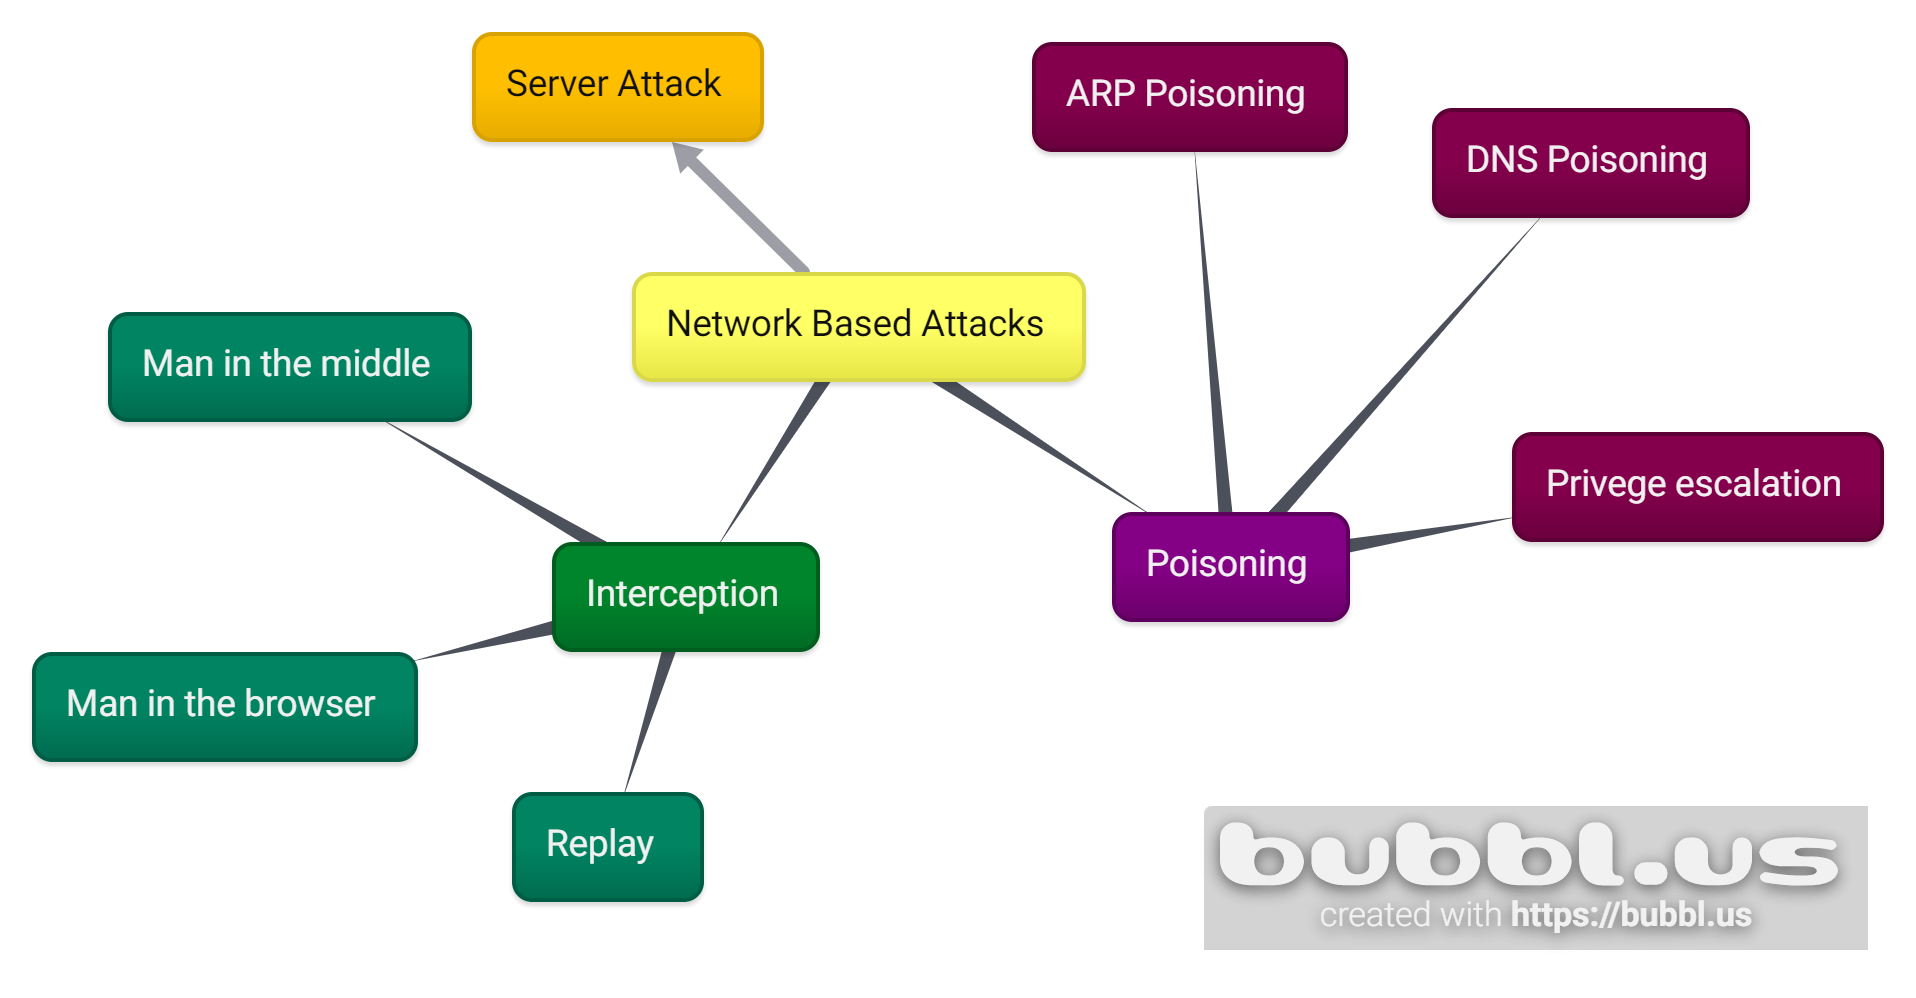 Server Attack
ARP Poisoning
DNS Poisoning
Network Based Attacks
Man in the middle
Privege escalation
Poisoning
Interception
Man in the browser
Replay
bubbl.us
created with https://bubbl.us